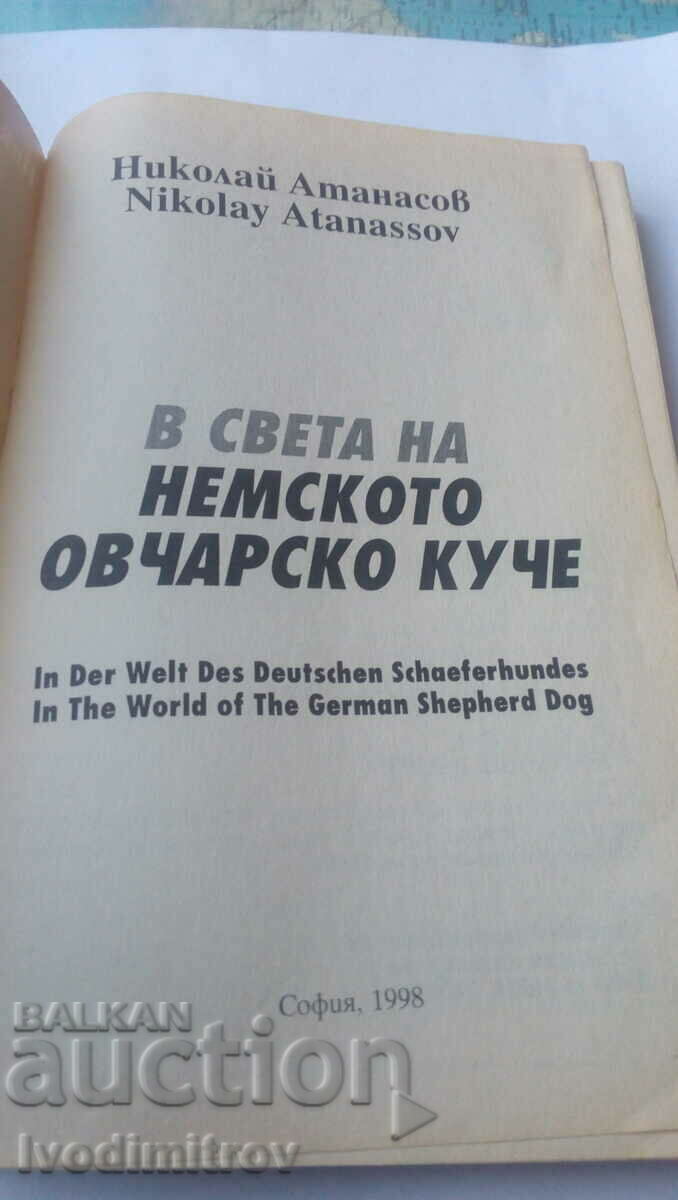 Николай Атанасов
Nikolay Atanassov
В СВЕТА НА
НЕМСКОТО
ОВЧАРСКО КУЧЕ
In Der Welt Des Deutschen Schaeferhundes
In The World of The German Shepherd Dog
София, 1998
BALKAN
auction
Ivodimitrov